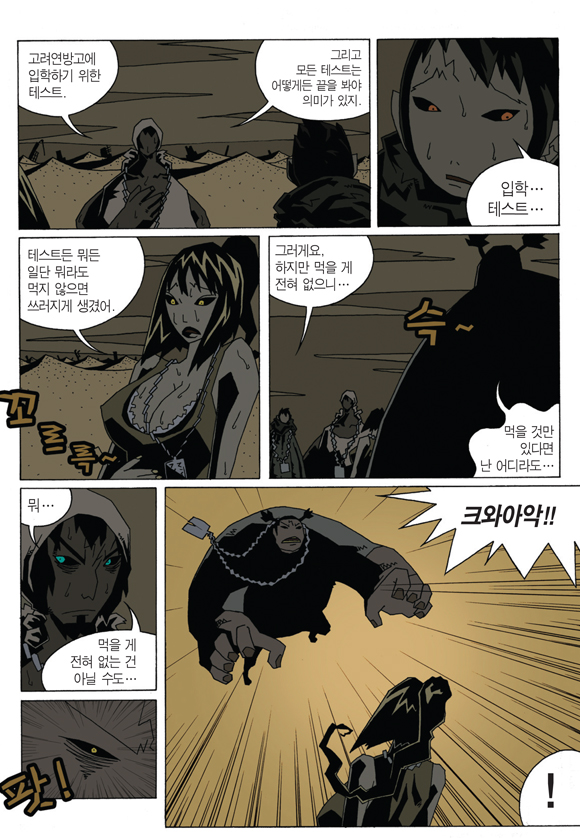 고려연방고에
입학하기 위한
테스트.
그리고
모든 테스트는
어떻게든 끝을 봐야
의미가 있지.
입학…
테스트…
테스트든 뭐든
일단 뭐라도
먹지 않으면
쓰러지게 생겼어.
꼬르륵~
그러게요,
하지만 먹을 게
전혀 없으니…
슥~
먹을 것만
있다면
난 어디라도…
뭐…
먹을 게
전혀 없는 건
아닐 수도…
크와아악!!
팟!
!